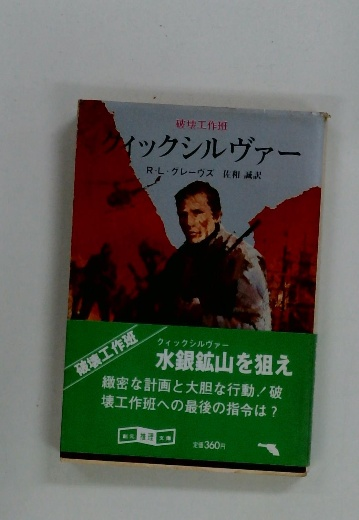 破壊工作班
クィックシルヴァー
R・L・グレーヴズ 佐和 誠訳
破壊工作班
クィックシルヴァー
水銀鉱山を狙え
緻密な計画と大胆な行動！破
壊工作班への最後の指令は？
創元推理文庫
定価360円